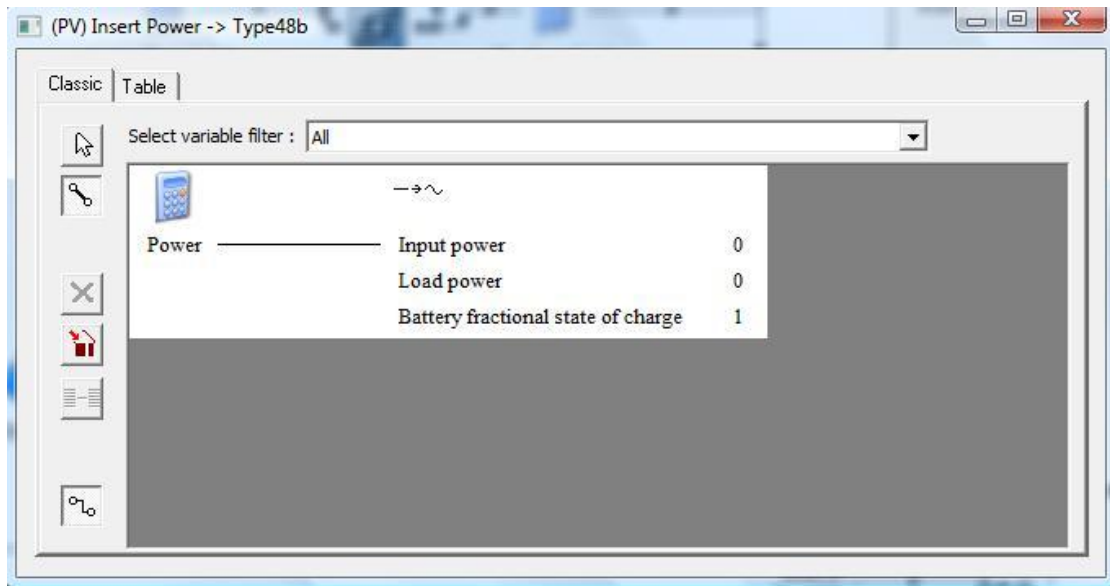 (PV) Insert Power -> Type48b
Classic Table
Select variable filter : All
Power Input power 0
Load power 0
Battery fractional state of charge 1